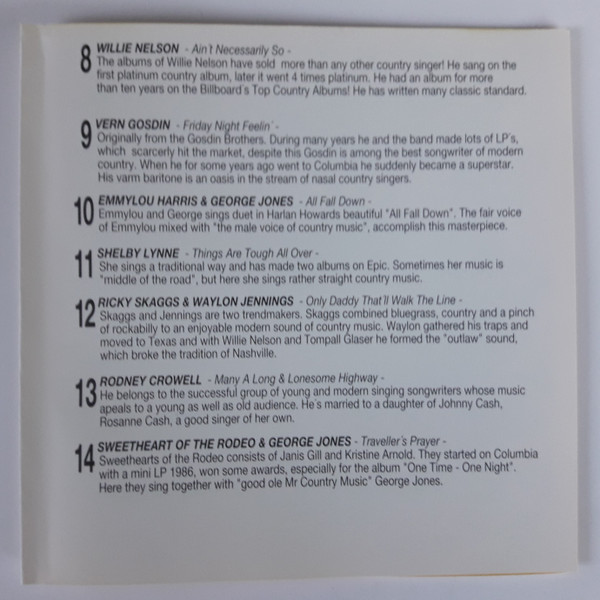 8 WILLIE NELSON - Ain't Necessarily So -
The albums of Willie Nelson have sold more than any other country singer! He sang on the
first platinum country album, later it went 4 times platinum. He had an album for more
than ten years on the Billboard's Top Country Albums! He has written many classic standard.
9 VERN GOSDIN - Friday Night Feelin' -
Originally from the Gosdin Brothers. During many years he and the band made lots of LP's,
which scarcerly hit the market, despite this Gosdin is among the best songwriter of modern
country. When he for some years ago went to Columbia he suddenly became a superstar.
His varm baritone is an oasis in the stream of nasal country singers.
10 EMMYLOU HARRIS & GEORGE JONES - All Fall Down -
Emmylou and George sings duet in Harlan Howards beautiful "All Fall Down". The fair voice
of Emmylou mixed with "the male voice of country music", accomplish this masterpiece.
11 SHELBY LYNNE - Things Are Tough All Over -
She sings a traditional way and has made two albums on Epic. Sometimes her music is
"middle of the road", but here she sings rather straight country music.
12 RICKY SKAGGS & WAYLON JENNINGS - Only Daddy That'll Walk The Line -
Skaggs and Jennings are two trendmakers. Skaggs combined bluegrass, country and a pinch
of rockabilly to an enjoyable modern sound of country music. Waylon gathered his traps and
moved to Texas and with Willie Nelson and Tompall Glaser he formed the "outlaw" sound,
which broke the tradition of Nashville.
13 RODNEY CROWELL - Many A Long & Lonesome Highway -
He belongs to the successful group of young and modern singing songwriters whose music
apeals to a young as well as old audience. He's married to a daughter of Johnny Cash,
Rosanne Cash, a good singer of her own.
14 SWEETHEART OF THE RODEO & GEORGE JONES - Traveller's Prayer -
Sweethearts of the Rodeo consists of Janis Gill and Kristine Arnold. They started on Columbia
with a mini LP 1986, won some awards, especially for the album "One Time - One Night".
Here they sing together with "good ole Mr Country Music" George Jones.